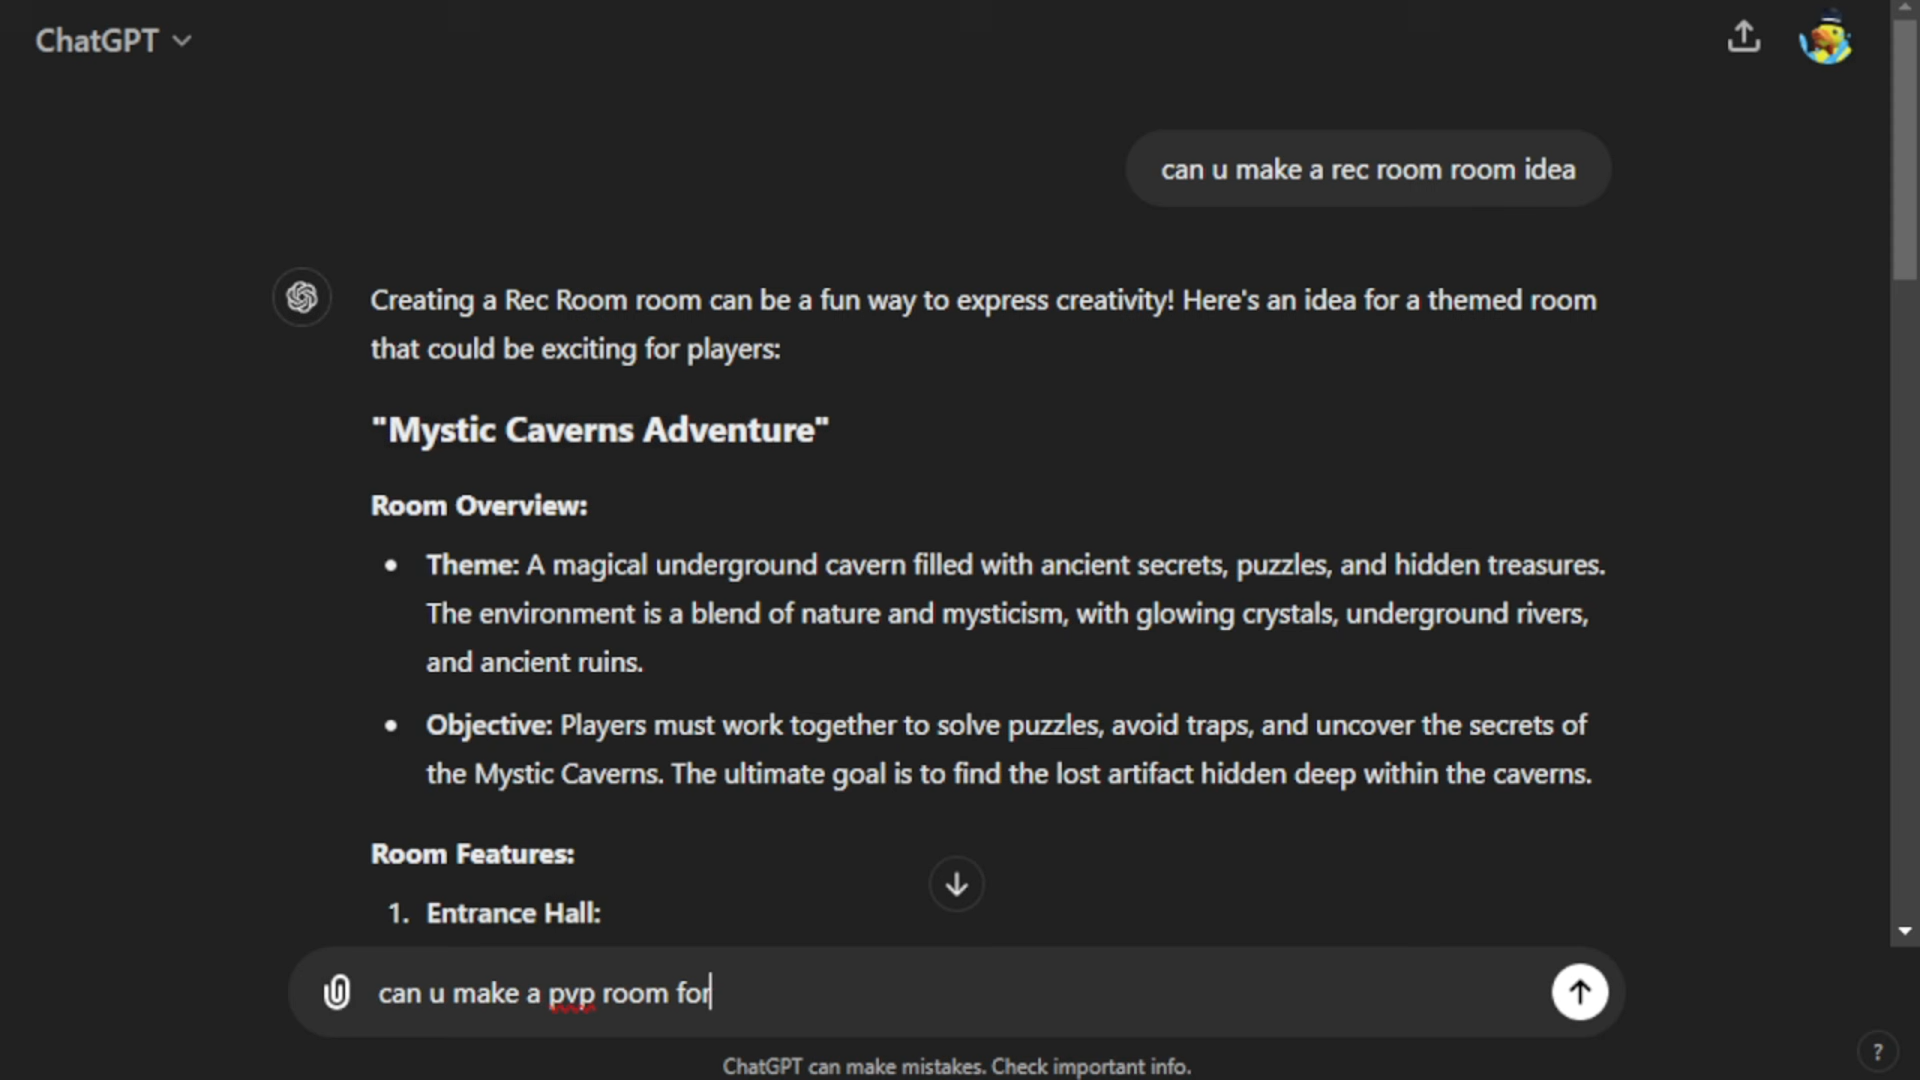 ChatGPT
can u make a rec room room idea
Creating a Rec Room room can be a fun way to express creativity! Here's an idea for a themed room
that could be exciting for players:
"Mystic Caverns Adventure"
Room Overview:
• Theme: A magical underground cavern filled with ancient secrets, puzzles, and hidden treasures.
The environment is a blend of nature and mysticism, with glowing crystals, underground rivers,
and ancient ruins.
• Objective: Players must work together to solve puzzles, avoid traps, and uncover the secrets of
the Mystic Caverns. The ultimate goal is to find the lost artifact hidden deep within the caverns.
Room Features:
1. Entrance Hall:
can u make a pvp room for
ChatGPT can make mistakes. Check important info.
?